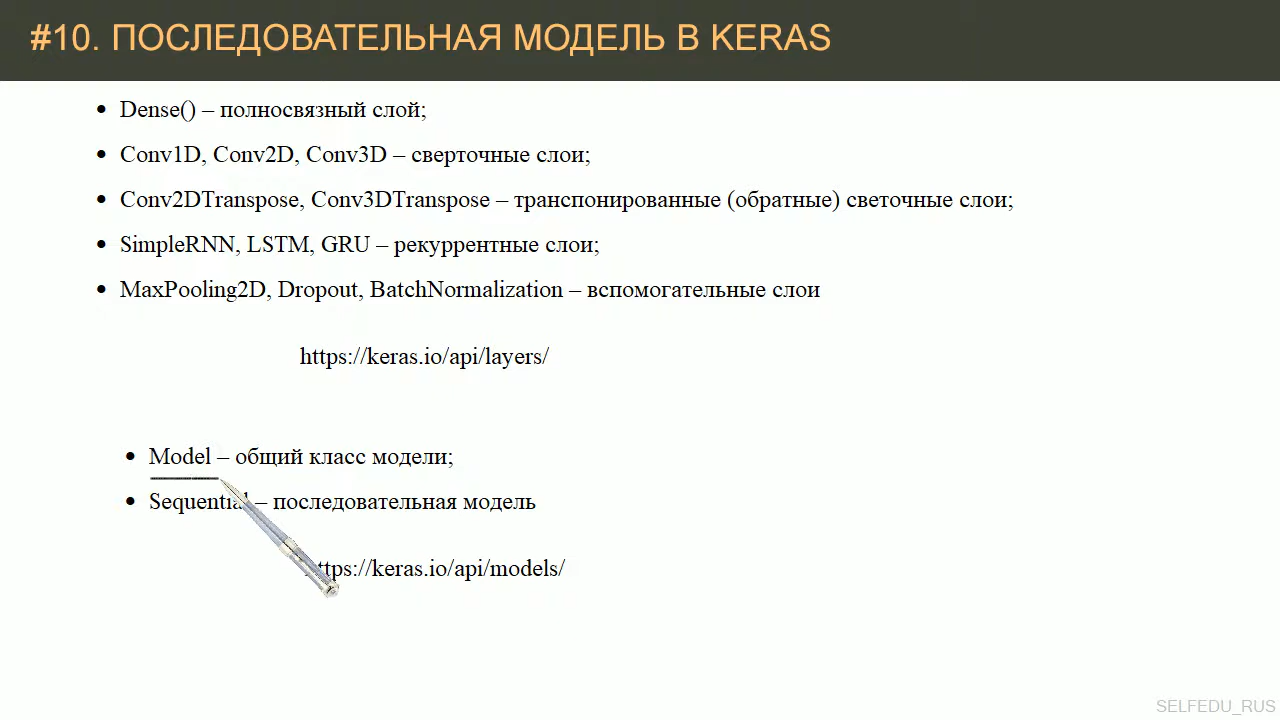 #10. ПОСЛЕДОВАТЕЛЬНАЯ МОДЕЛЬ В KERAS
• Dense() – полносвязный слой;
• Conv1D, Conv2D, Conv3D – сверточные слои;
• Conv2DTranspose, Conv3DTranspose – транспонированные (обратные) светочные слои;
• SimpleRNN, LSTM, GRU – рекуррентные слои;
• MaxPooling2D, Dropout, BatchNormalization – вспомогательные слои
https://keras.io/api/layers/
• Model – общий класс модели;
• Sequential – последовательная модель
https://keras.io/api/models/
SELFEDU_RUS